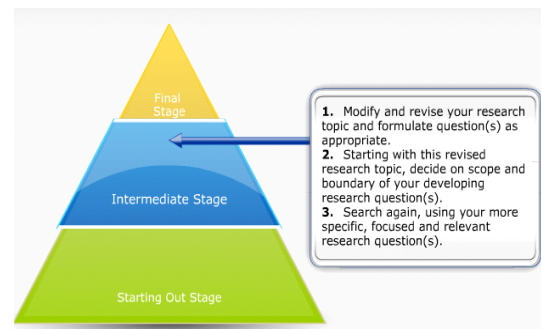 Final
Stage
Intermediate Stage
Starting Out Stage
1. Modify and revise your research
topic and formulate question(s) as
appropriate.
2. Starting with this revised
research topic, decide on scope and
boundary of your developing
research question(s).
3. Search again, using your more
specific, focused and relevant
research question(s).